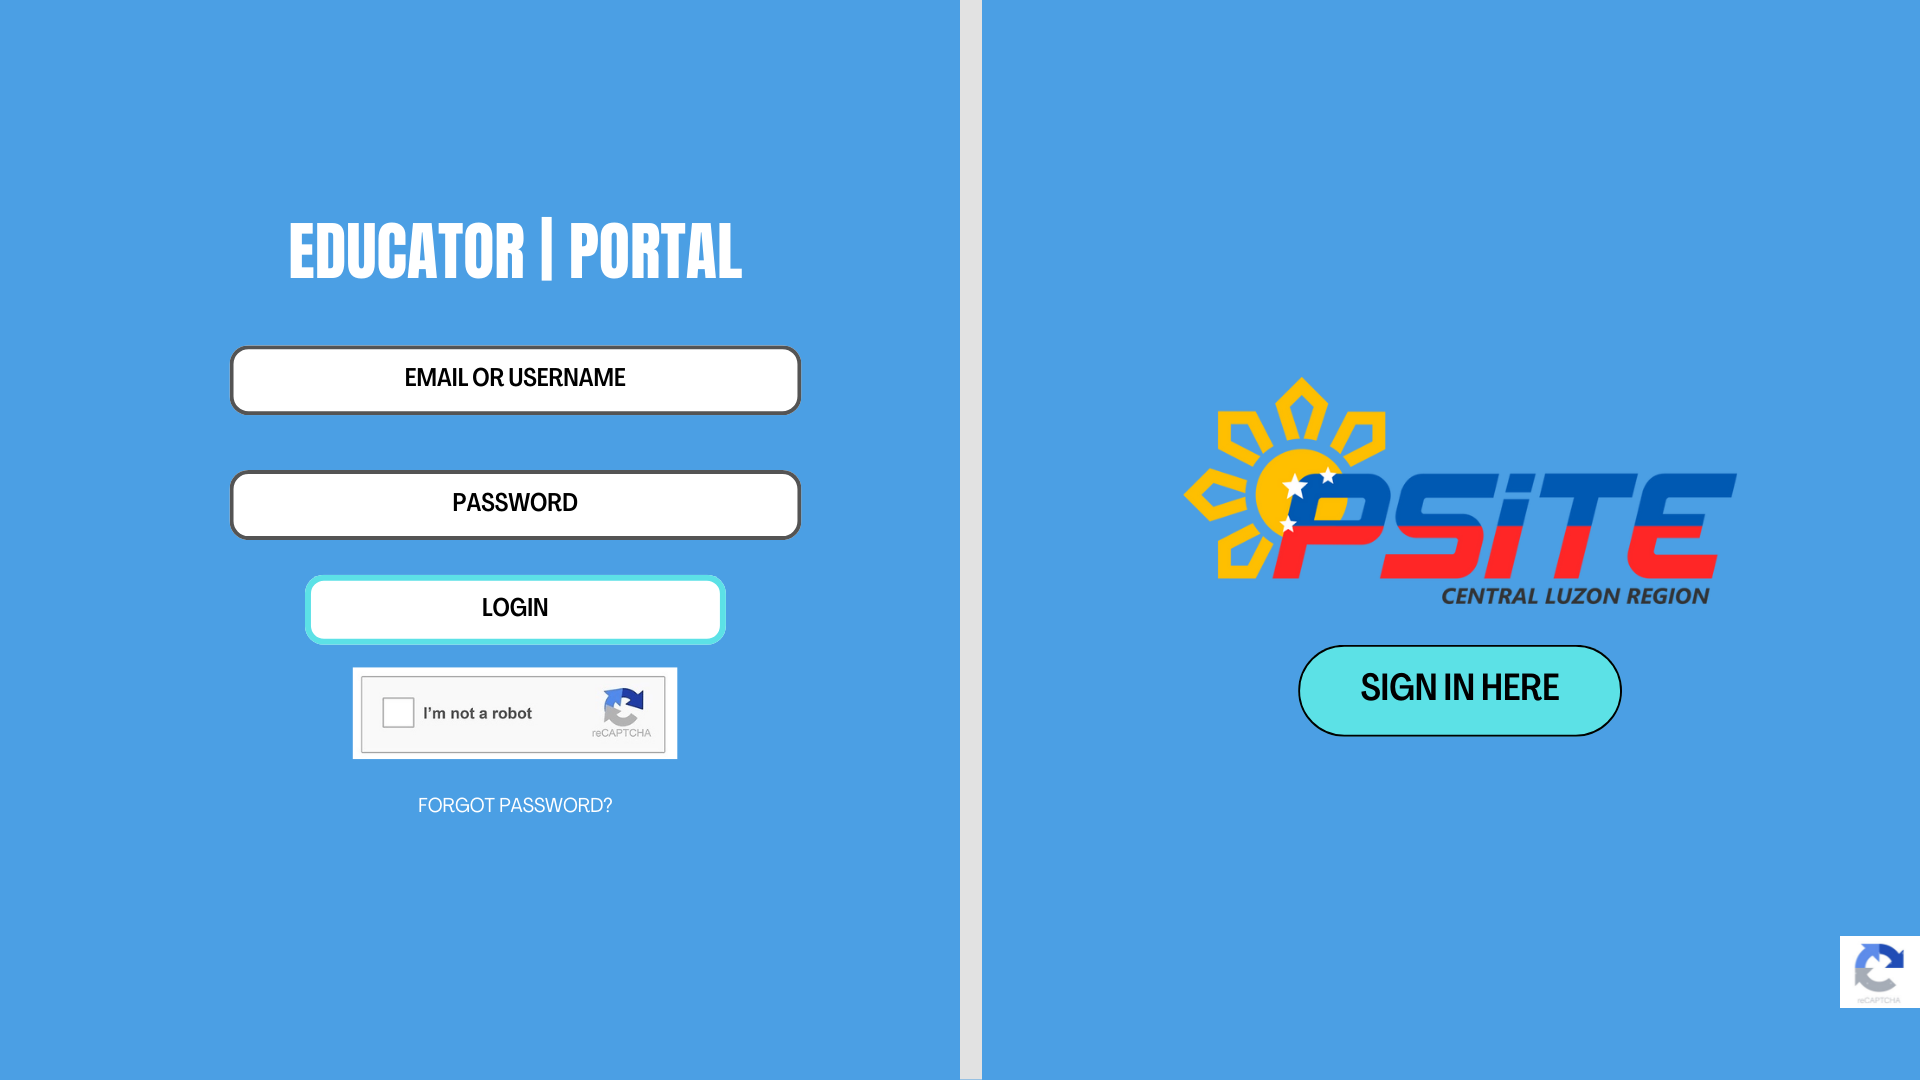 EDUCATOR | PORTAL
EMAIL OR USERNAME
PASSWORD
LOGIN
I'm not a robot
reCAPTCHA
FORGOT PASSWORD?
PSiTE
CENTRAL LUZON REGION
SIGN IN HERE
reCAPTCHA